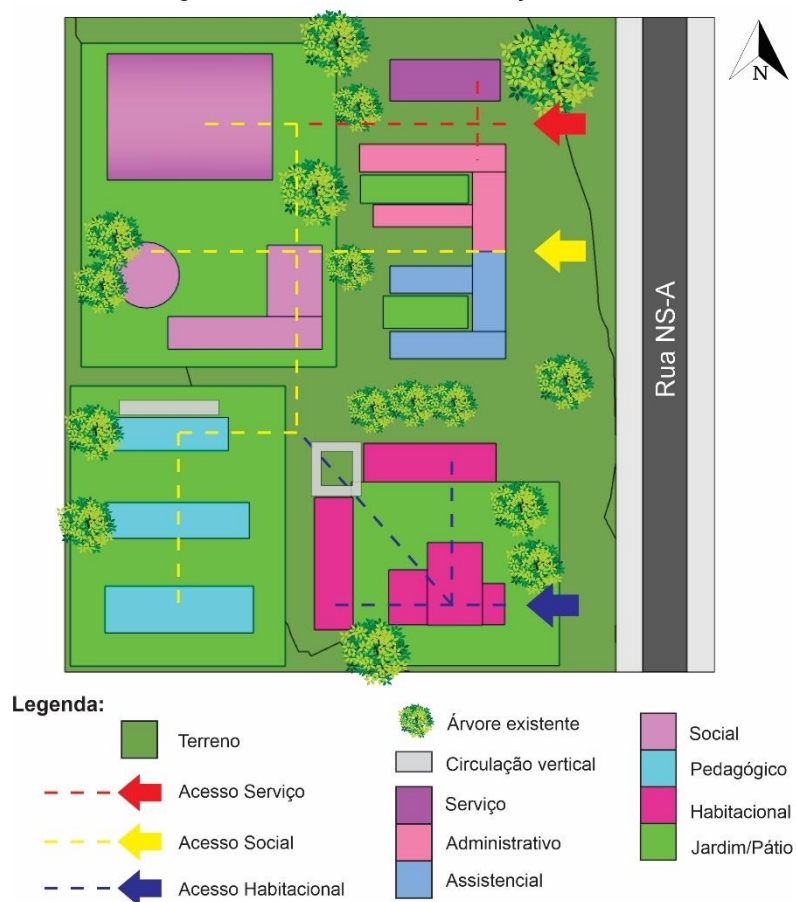 N
Rua NS-A
Legenda:
Terreno
Acesso Serviço
Acesso Social
Acesso Habitacional
Árvore existente
Circulação vertical
Serviço
Administrativo
Assistencial
Social
Pedagógico
Habitacional
Jardim/Pátio